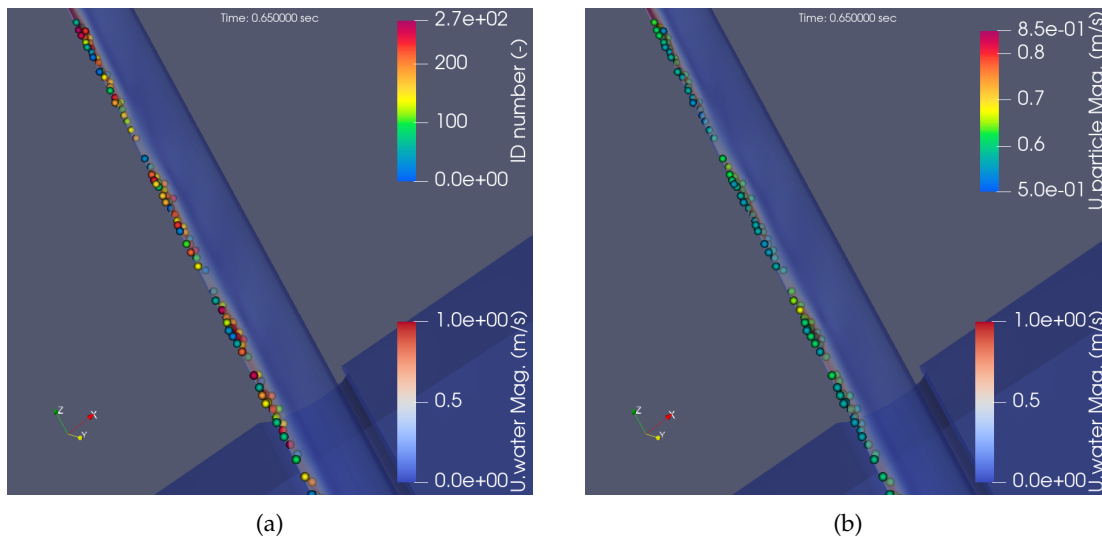 Time: 0.650000 sec
2.7e+02
200
100
0.0e+00
ID number (-)
1.0e+00
0.5
0.0e+00
U.water Mag. (m/s)
Z
X
Y
(a)
Time: 0.650000 sec
8.5e-01
0.8
0.7
0.6
5.0e-01
U.particle Mag. (m/s)
1.0e+00
0.5
0.0e+00
U.water Mag. (m/s)
Z
X
Y
(b)